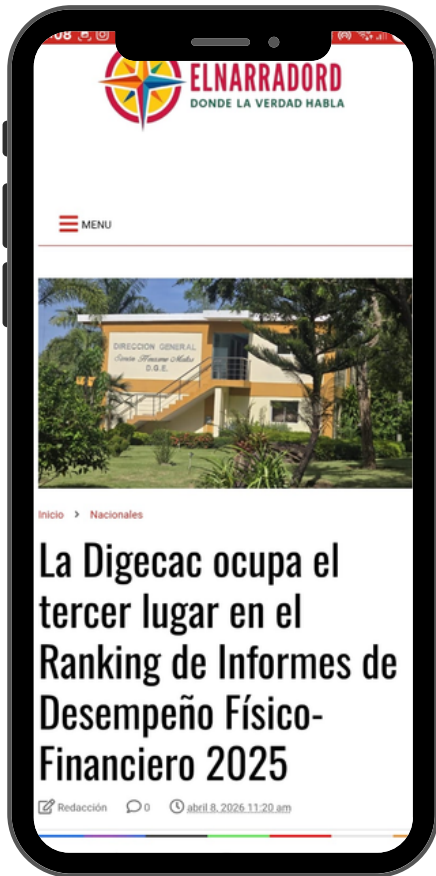 :08
ELNARRADORD
DONDE LA VERDAD HABLA
MENU
DIRECCION GENERAL
D.G.E.
Inicio > Nacionales
La Digecac ocupa el
tercer lugar en el
Ranking de Informes de
Desempeño Físico-
Financiero 2025
Redacción 0 abril 8, 2026 11:20 am